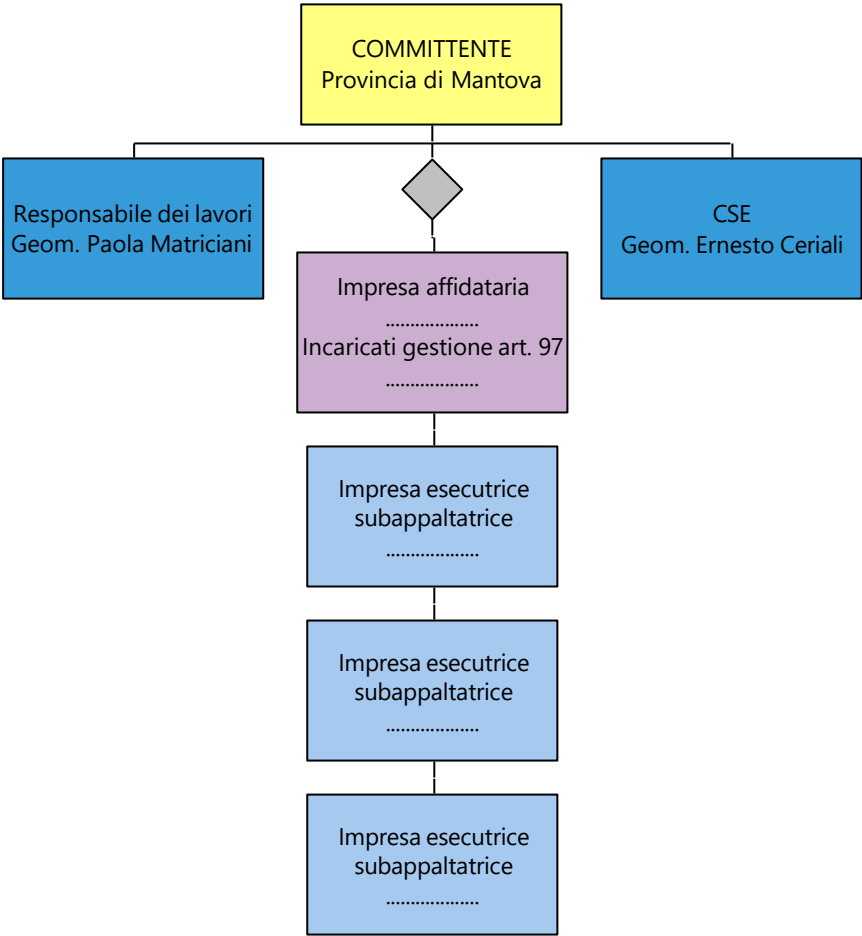 COMMITTENTE
Provincia di Mantova
Responsabile dei lavori
Geom. Paola Matriciani
CSE
Geom. Ernesto Ceriali
Impresa affidataria
...................
Incaricati gestione art. 97
...................
Impresa esecutrice
subappaltatrice
...................
Impresa esecutrice
subappaltatrice
...................
Impresa esecutrice
subappaltatrice
...................